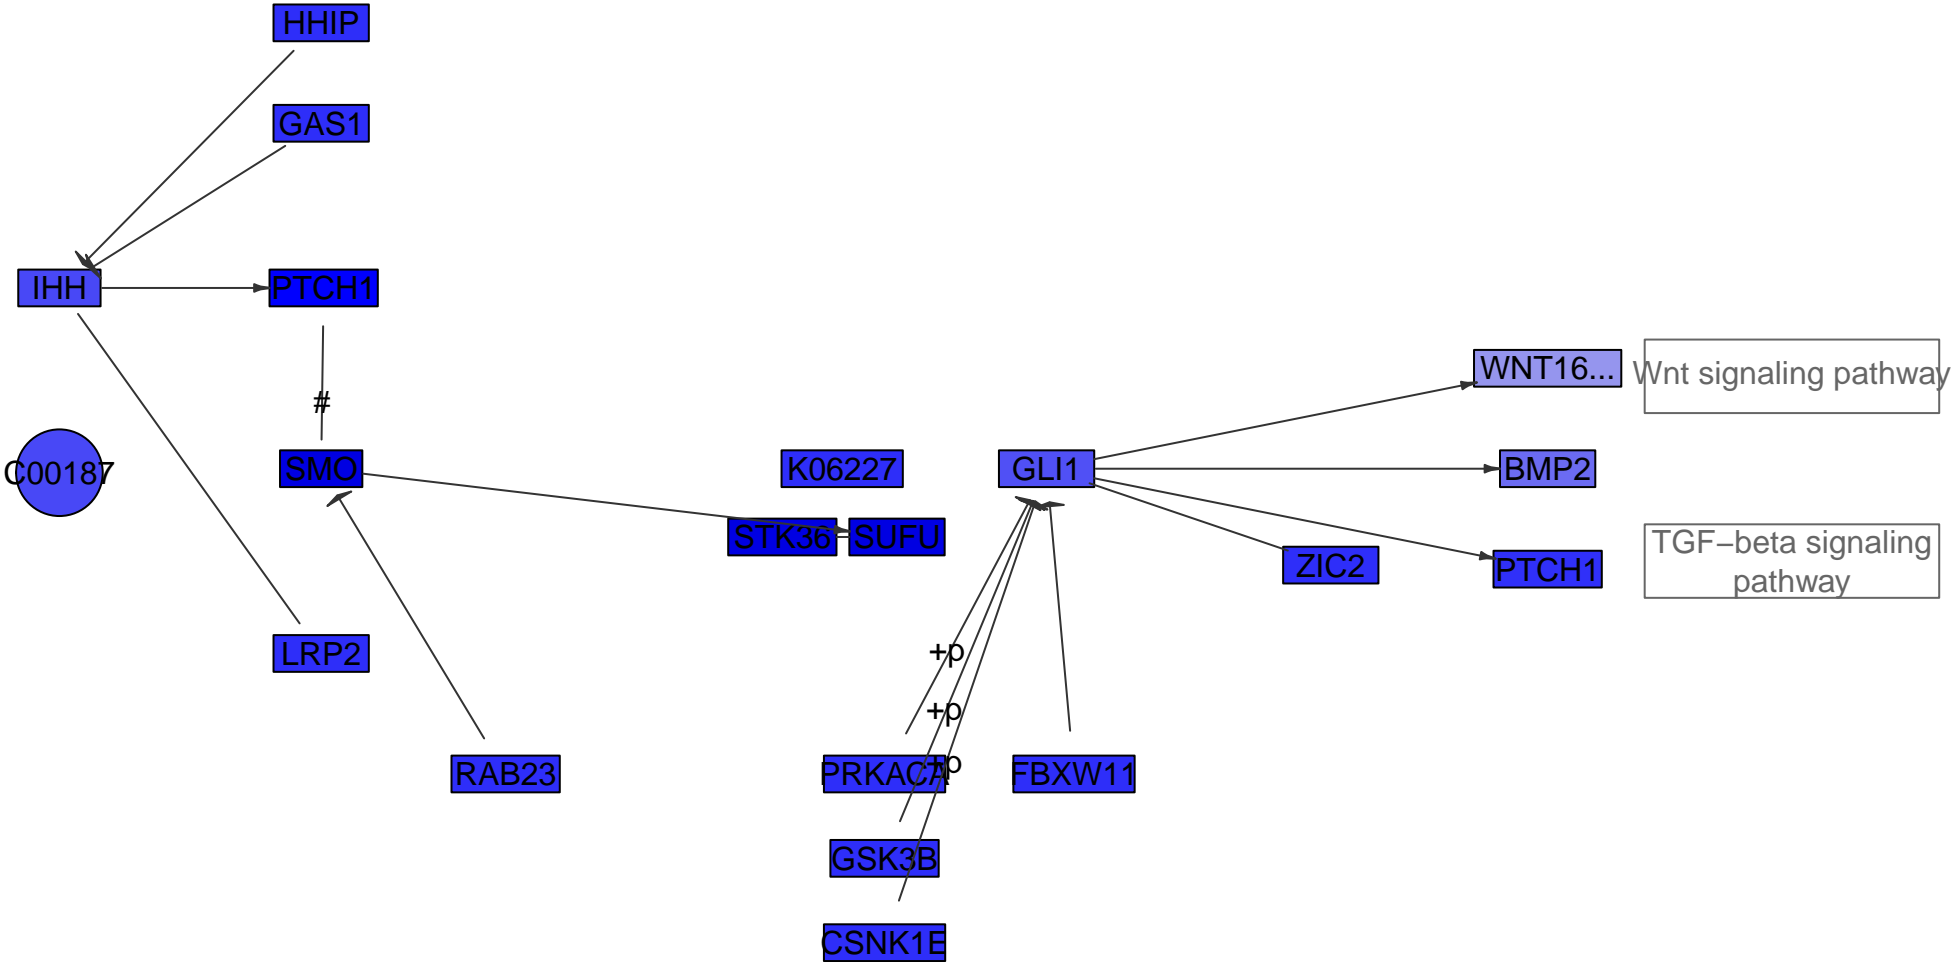 HHIP
GAS1
IHH
PTCH1
WNT16...
Wnt signaling pathway
#
C00187
SMO
K06227
GLI1
BMP2
STK36
SUFU
TGF−beta signaling
pathway
ZIC2
PTCH1
LRP2
+p
+p
+p
RAB23
PRKACA
FBXW11
GSK3B
CSNK1E